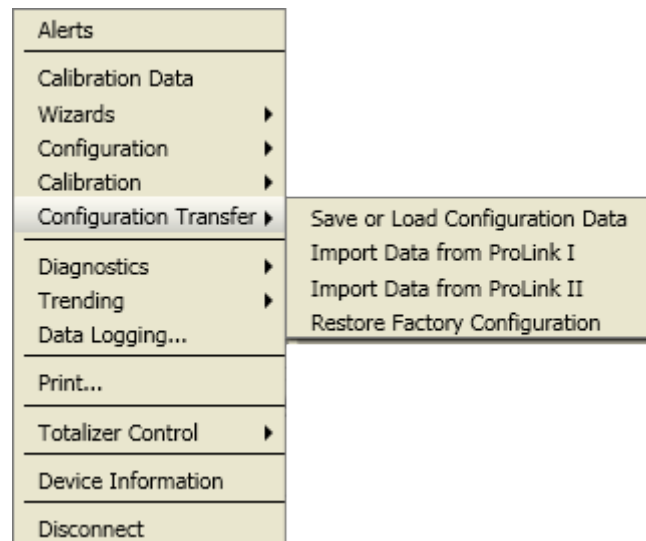 Alerts
Calibration Data
Wizards
Configuration
Calibration
Configuration Transfer
Save or Load Configuration Data
Import Data from ProLink I
Import Data from ProLink II
Restore Factory Configuration
Diagnostics
Trending
Data Logging...
Print...
Totalizer Control
Device Information
Disconnect